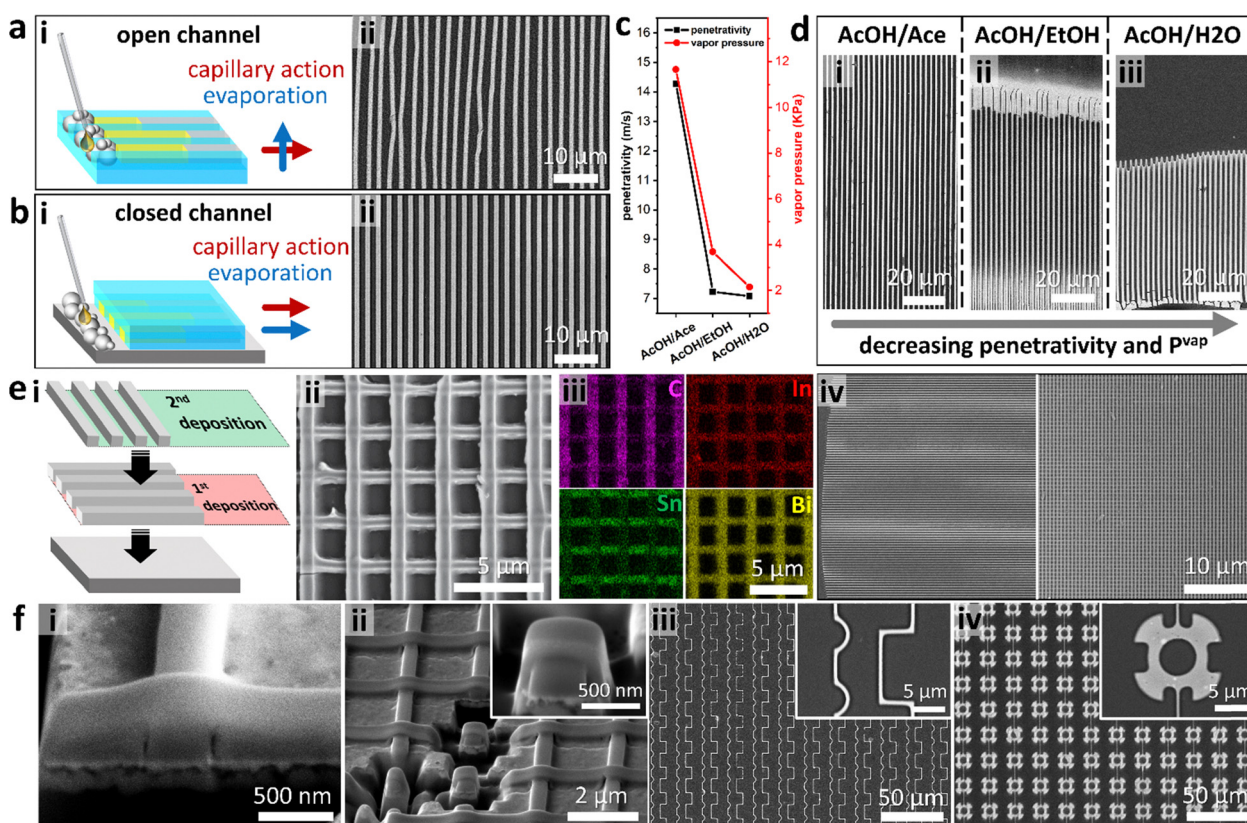 a
i
open channel
capillary action
evaporation
ii
10 μm
b
i
closed channel
capillary action
evaporation
ii
10 μm
c
penetrativity
vapor pressure
penetrativity (m/s)
16
15
14
13
12
11
10
9
8
7
vapor pressure (KPa)
12
10
8
6
4
2
AcOH/Ace
AcOH/EtOH
AcOH/H2O
d
AcOH/Ace
AcOH/EtOH
AcOH/H2O
i
ii
iii
20 μm
20 μm
20 μm
decreasing penetrativity and Pvap
e
i
2nd
deposition
1st
deposition
ii
5 μm
iii
C
In
Sn
Bi
5 μm
iv
10 μm
f
i
500 nm
ii
500 nm
2 μm
iii
5 μm
50 μm
iv
5 μm
50 μm